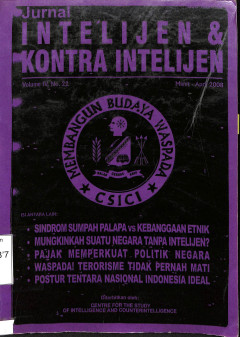 Jurnal
INTELIJEN &
KONTRA INTELIJEN
MEMBANGUN BUDAYA WASPADA
CSICI
ISI ANTARA LAIN:
• SINDROM SUMPAH PALAPA vs KEBANGGAAN ETNIK
• MUNGKINKAH SUATU NEGARA TANPA INTELIJEN?
• PAJAK MEMPERKUAT POLITIK NEGARA
• WASPADA! TERORISME TIDAK PERNAH MATI
• POSTUR TENTARA NASIONAL INDONESIA IDEAL
CENTRE FOR THE STUDY
OF INTELLIGENCE AND COUNTERINTELLIGENCE